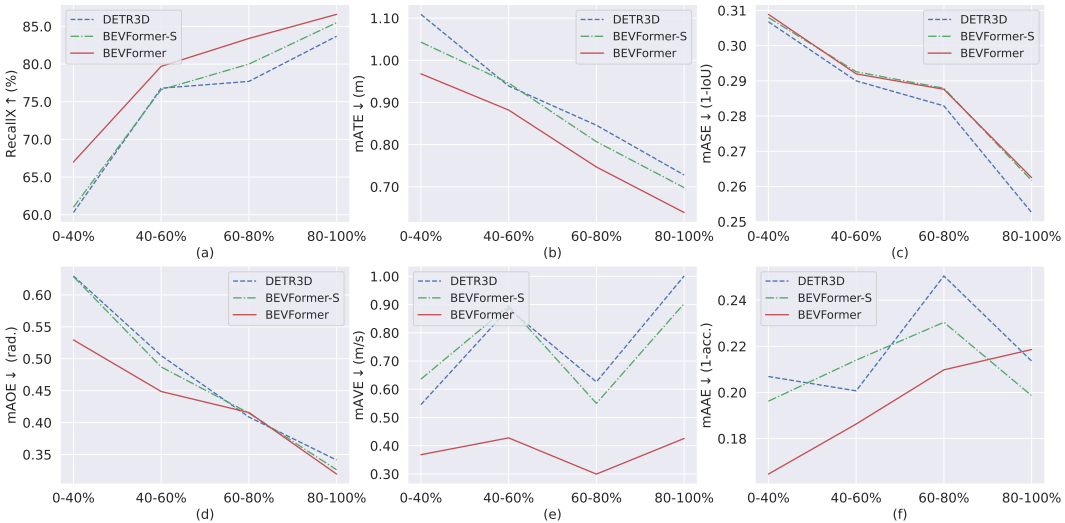 RecallX ↑ (%)
85.0
80.0
75.0
70.0
65.0
60.0
DETR3D
BEVFormer-S
BEVFormer
0-40% 40-60% 60-80% 80-100%
(a)
mATE ↓ (m)
1.10
1.00
0.90
0.80
0.70
DETR3D
BEVFormer-S
BEVFormer
0-40% 40-60% 60-80% 80-100%
(b)
mASE ↓ (1-IoU)
0.31
0.30
0.29
0.28
0.27
0.26
0.25
DETR3D
BEVFormer-S
BEVFormer
0-40% 40-60% 60-80% 80-100%
(c)
mAOE ↓ (rad.)
0.60
0.55
0.50
0.45
0.40
0.35
DETR3D
BEVFormer-S
BEVFormer
0-40% 40-60% 60-80% 80-100%
(d)
mAVE ↓ (m/s)
1.00
0.90
0.80
0.70
0.60
0.50
0.40
0.30
DETR3D
BEVFormer-S
BEVFormer
0-40% 40-60% 60-80% 80-100%
(e)
mAAE ↓ (1-acc.)
0.24
0.22
0.20
0.18
DETR3D
BEVFormer-S
BEVFormer
0-40% 40-60% 60-80% 80-100%
(f)